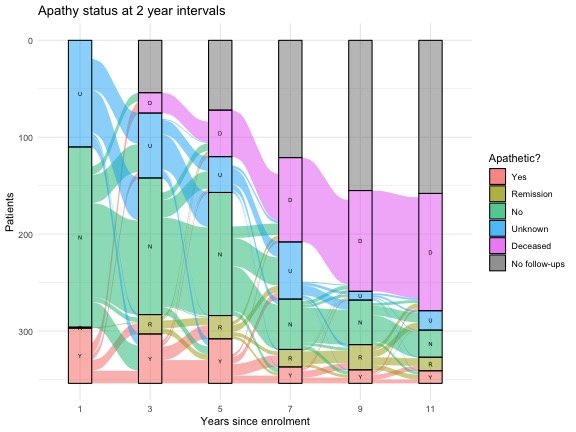 Apathy status at 2 year intervals
0
100
200
300
Patients
U
N
R
Y
D
U
N
R
Y
D
U
N
R
Y
D
U
N
R
Y
D
U
N
R
Y
D
U
N
R
Y
1 3 5 7 9 11
Years since enrolment
Apathetic?
Yes
Remission
No
Unknown
Deceased
No follow-ups